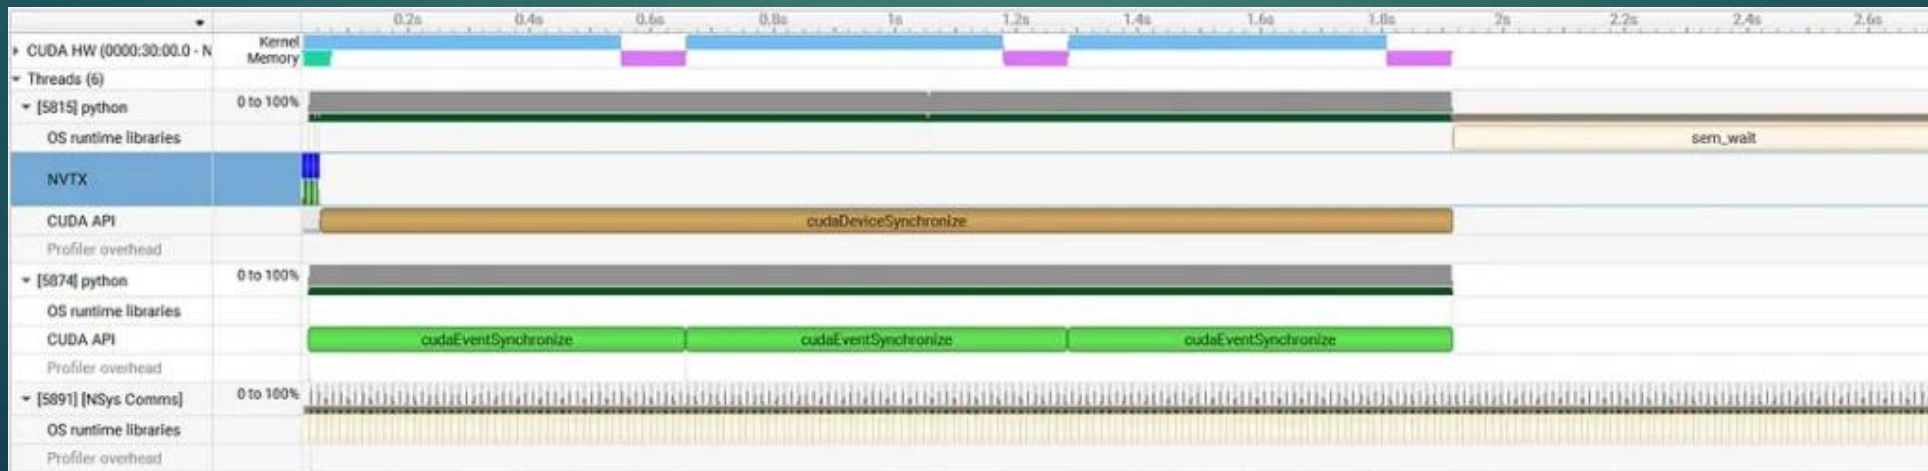 0.2s 0.4s 0.6s 0.8s 1s 1.2s 1.4s 1.6s 1.8s 2s 2.2s 2.4s 2.6s
CUDA HW (0000:30:00.0 - N Kernel
Memory
Threads (6)
[5815] python 0 to 100%
OS runtime libraries sem_wait
NVTX
CUDA API cudaDeviceSynchronize
Profiler overhead
[5874] python 0 to 100%
OS runtime libraries
CUDA API cudaEventSynchronize cudaEventSynchronize cudaEventSynchronize
Profiler overhead
[5891] [NSys Comms] 0 to 100%
OS runtime libraries
Profiler overhead